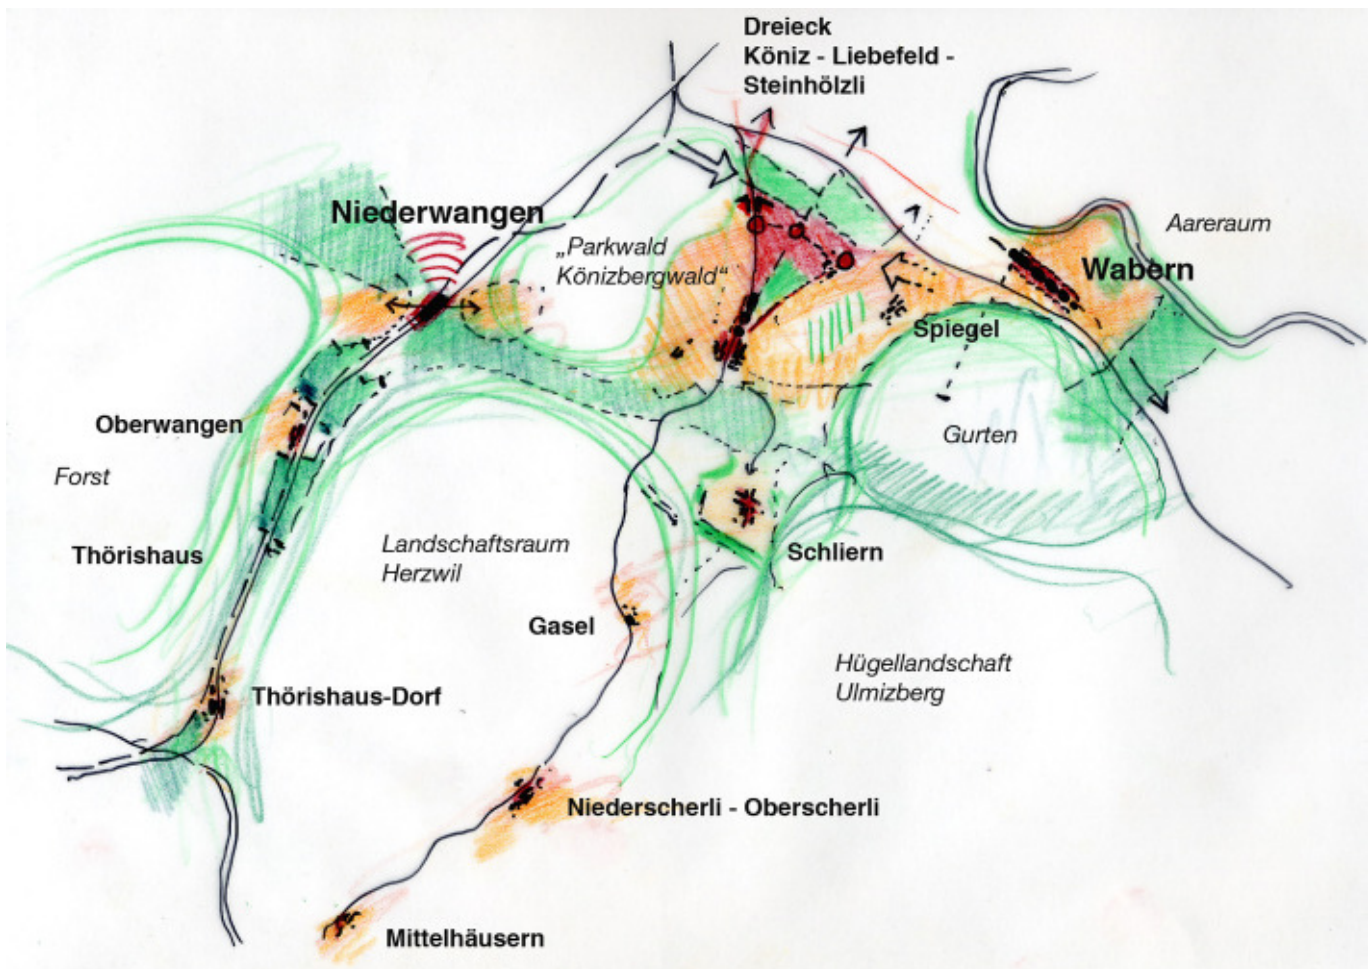 Dreieck
Köniz - Liebefeld -
Steinhölzli
Niederwangen
„Parkwald
Könizbergwald“
Aareraum
Wabern
Spiegel
Oberwangen
Gurten
Forst
Thörishaus
Landschaftsraum
Herzwil
Schliern
Gasel
Hügellandschaft
Ulmizberg
Thörishaus-Dorf
Niederscherli - Oberscherli
Mittelhäusern